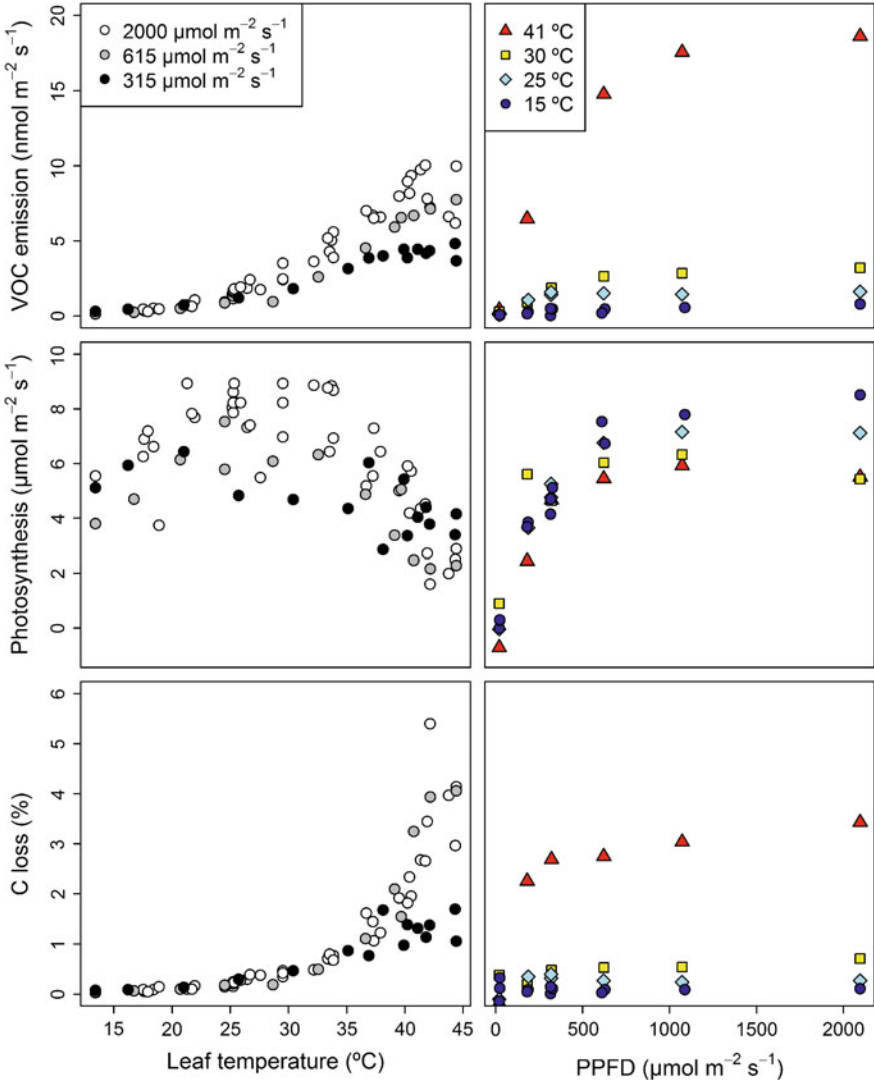 2000 µmol m⁻² s⁻¹
615 µmol m⁻² s⁻¹
315 µmol m⁻² s⁻¹
41 ºC
30 ºC
25 ºC
15 ºC
VOC emission (nmol m⁻² s⁻¹)
0
5
10
15
20
Photosynthesis (µmol m⁻² s⁻¹)
0
2
4
6
8
10
C loss (%)
0
1
2
3
4
5
6
15 20 25 30 35 40 45
Leaf temperature (ºC)
0 500 1000 1500 2000
PPFD (µmol m⁻² s⁻¹)